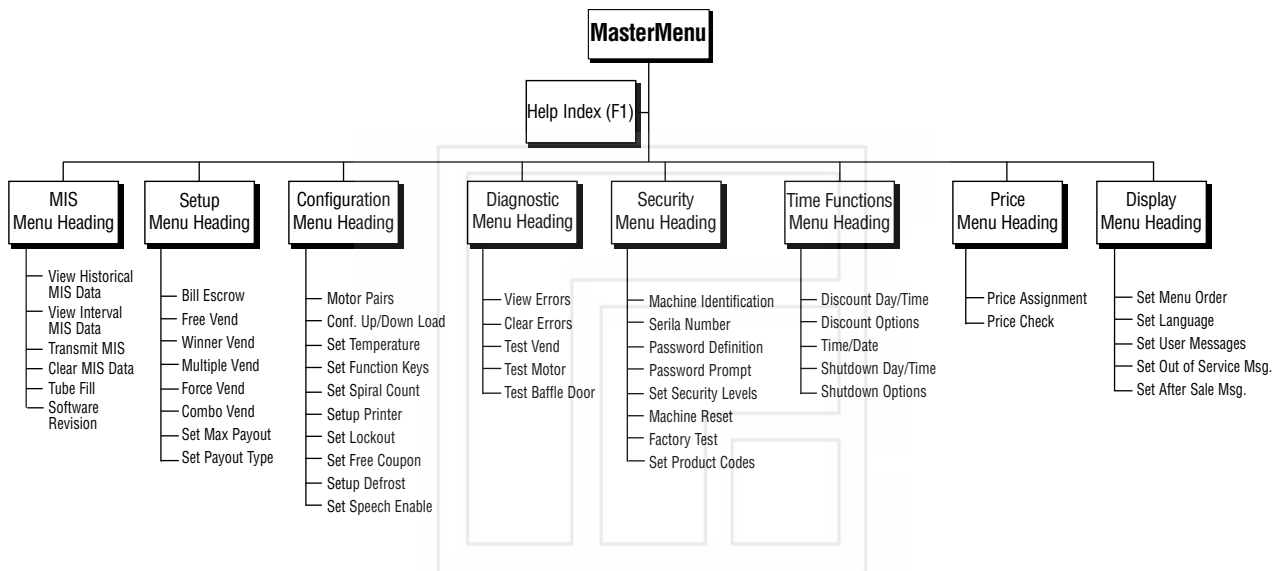 MasterMenu
Help Index (F1)
MIS
Menu Heading
View Historical
MIS Data
View Interval
MIS Data
Transmit MIS
Clear MIS Data
Tube Fill
Software
Revision
Setup
Menu Heading
Bill Escrow
Free Vend
Winner Vend
Multiple Vend
Force Vend
Combo Vend
Set Max Payout
Set Payout Type
Configuration
Menu Heading
Motor Pairs
Conf. Up/Down Load
Set Temperature
Set Function Keys
Set Spiral Count
Setup Printer
Set Lockout
Set Free Coupon
Setup Defrost
Set Speech Enable
Diagnostic
Menu Heading
View Errors
Clear Errors
Test Vend
Test Motor
Test Baffle Door
Security
Menu Heading
Machine Identification
Serila Number
Password Definition
Password Prompt
Set Security Levels
Machine Reset
Factory Test
Set Product Codes
Time Functions
Menu Heading
Discount Day/Time
Discount Options
Time/Date
Shutdown Day/Time
Shutdown Options
Price
Menu Heading
Price Assignment
Price Check
Display
Menu Heading
Set Menu Order
Set Language
Set User Messages
Set Out of Service Msg.
Set After Sale Msg.